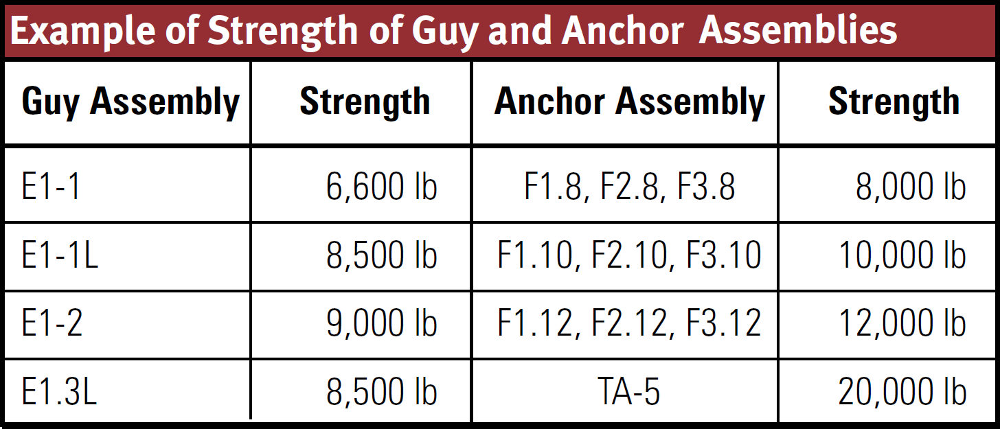 Example of Strength of Guy and Anchor Assemblies
Guy Assembly Strength Anchor Assembly Strength
E1-1 6,600 lb F1.8, F2.8, F3.8 8,000 lb
E1-1L 8,500 lb F1.10, F2.10, F3.10 10,000 lb
E1-2 9,000 lb F1.12, F2.12, F3.12 12,000 lb
E1.3L 8,500 lb TA-5 20,000 lb